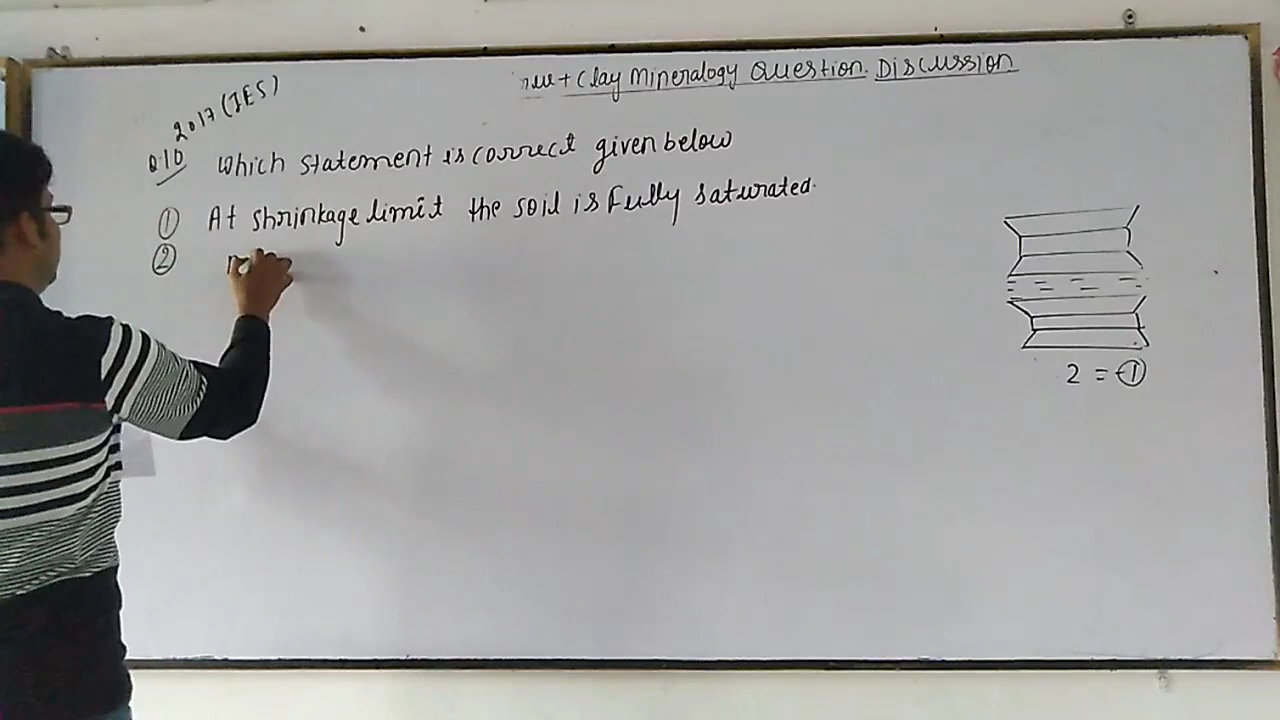 + Clay Mineralogy Question Discussion
2017 (IES)
Q.10 Which statement is correct given below
① At shrinkage limit the soil is Fully saturated.
②
2 = -①